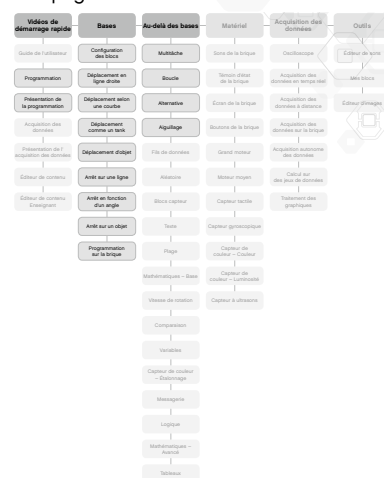 Vidéos de
démarrage rapide
Guide de l'utilisateur
Programmation
Présentation de
la programmation
Acquisition des
données
Présentation de l'
acquisition des données
Éditeur de contenu
Éditeur de contenu
Enseignant
Bases
Configuration
des blocs
Déplacement en
ligne droite
Déplacement selon
une courbe
Déplacement
comme un tank
Déplacement d'objet
Arrêt sur une ligne
Arrêt en fonction
d'un angle
Arrêt sur un objet
Programmation
sur la brique
Au-delà des bases
Multitâche
Boucle
Alternative
Aiguillage
Fils de données
Aléatoire
Blocs capteur
Texte
Plage
Mathématiques – Base
Vitesse de rotation
Comparaison
Variables
Capteur de couleur
– Étalonnage
Messagerie
Logique
Mathématiques –
Avancé
Tableaux
Matériel
Sons de la brique
Témoin d'état
de la brique
Écran de la brique
Boutons de la brique
Grand moteur
Moteur moyen
Capteur tactile
Capteur gyroscopique
Capteur de
couleur – Couleur
Capteur de
couleur – Luminosité
Capteur à ultrasons
Acquisition des
données
Oscilloscope
Acquisition des
données en temps réel
Acquisition des
données à distance
Acquisition des
données sur la brique
Acquisition autonome
des données
Calcul sur
des jeux de données
Traitement des
graphiques
Outils
Éditeur de sons
Mes blocs
Éditeur d'images